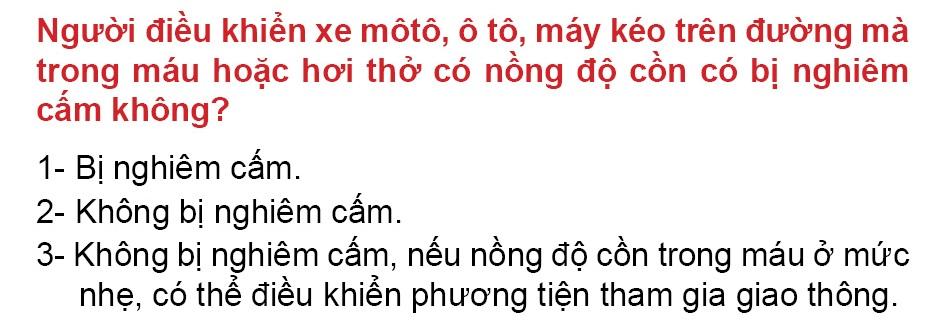 Người điều khiển xe môtô, ô tô, máy kéo trên đường mà
trong máu hoặc hơi thở có nồng độ cồn có bị nghiêm
cấm không?
1- Bị nghiêm cấm.
2- Không bị nghiêm cấm.
3- Không bị nghiêm cấm, nếu nồng độ cồn trong máu ở mức
nhẹ, có thể điều khiển phương tiện tham gia giao thông.